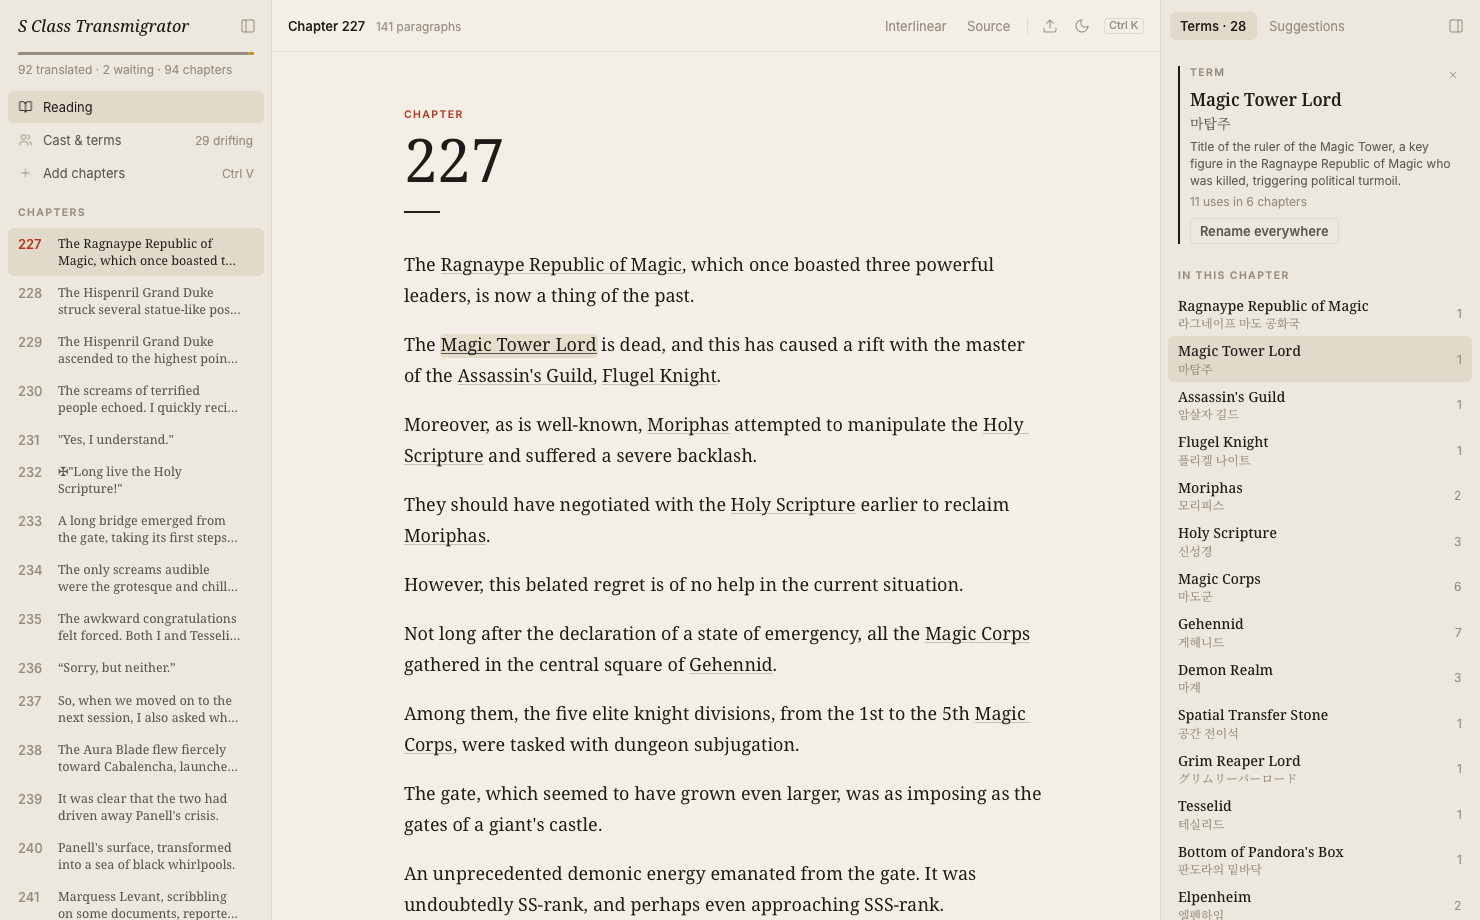 S Class Transmigrator
92 translated · 2 waiting · 94 chapters
Reading
Cast & terms 29 drifting
Add chapters Ctrl V
CHAPTERS
227 The Ragnaype Republic of
Magic, which once boasted t…
228 The Hispenril Grand Duke
struck several statue-like pos…
229 The Hispenril Grand Duke
ascended to the highest poin…
230 The screams of terrified
people echoed. I quickly reci…
231 "Yes, I understand."
232 ✠"Long live the Holy
Scripture!"
233 A long bridge emerged from
the gate, taking its first steps…
234 The only screams audible
were the grotesque and chill…
235 The awkward congratulations
felt forced. Both I and Tesseli…
236 “Sorry, but neither.”
237 So, when we moved on to the
next session, I also asked wh…
238 The Aura Blade flew fiercely
toward Cabalencha, launche…
239 It was clear that the two had
driven away Panell's crisis.
240 Panell's surface, transformed
into a sea of black whirlpools.
241 Marquess Levant, scribbling
on some documents, reporte…
Chapter 227 141 paragraphs
Interlinear Source Ctrl K
CHAPTER
227
The Ragnaype Republic of Magic, which once boasted three powerful
leaders, is now a thing of the past.
The Magic Tower Lord is dead, and this has caused a rift with the master
of the Assassin's Guild, Flugel Knight.
Moreover, as is well-known, Moriphas attempted to manipulate the Holy
Scripture and suffered a severe backlash.
They should have negotiated with the Holy Scripture earlier to reclaim
Moriphas.
However, this belated regret is of no help in the current situation.
Not long after the declaration of a state of emergency, all the Magic Corps
gathered in the central square of Gehennid.
Among them, the five elite knight divisions, from the 1st to the 5th Magic
Corps, were tasked with dungeon subjugation.
The gate, which seemed to have grown even larger, was as imposing as the
gates of a giant's castle.
An unprecedented demonic energy emanated from the gate. It was
undoubtedly SS-rank, and perhaps even approaching SSS-rank.
Terms · 28 Suggestions
TERM
Magic Tower Lord
마탑주
Title of the ruler of the Magic Tower, a key
figure in the Ragnaype Republic of Magic who
was killed, triggering political turmoil.
11 uses in 6 chapters
Rename everywhere
IN THIS CHAPTER
Ragnaype Republic of Magic 1
라그네이프 마도 공화국
Magic Tower Lord 1
마탑주
Assassin's Guild 1
암살자 길드
Flugel Knight 1
플리겔 나이트
Moriphas 2
모리피스
Holy Scripture 3
신성경
Magic Corps 6
마도군
Gehennid 7
게헤니드
Demon Realm 3
마계
Spatial Transfer Stone 1
공간 전이석
Grim Reaper Lord 1
グリムリーパーロード
Tesselid 1
테실리드
Bottom of Pandora's Box 1
판도라의 밑바닥
Elpenheim 2
엘펜하임